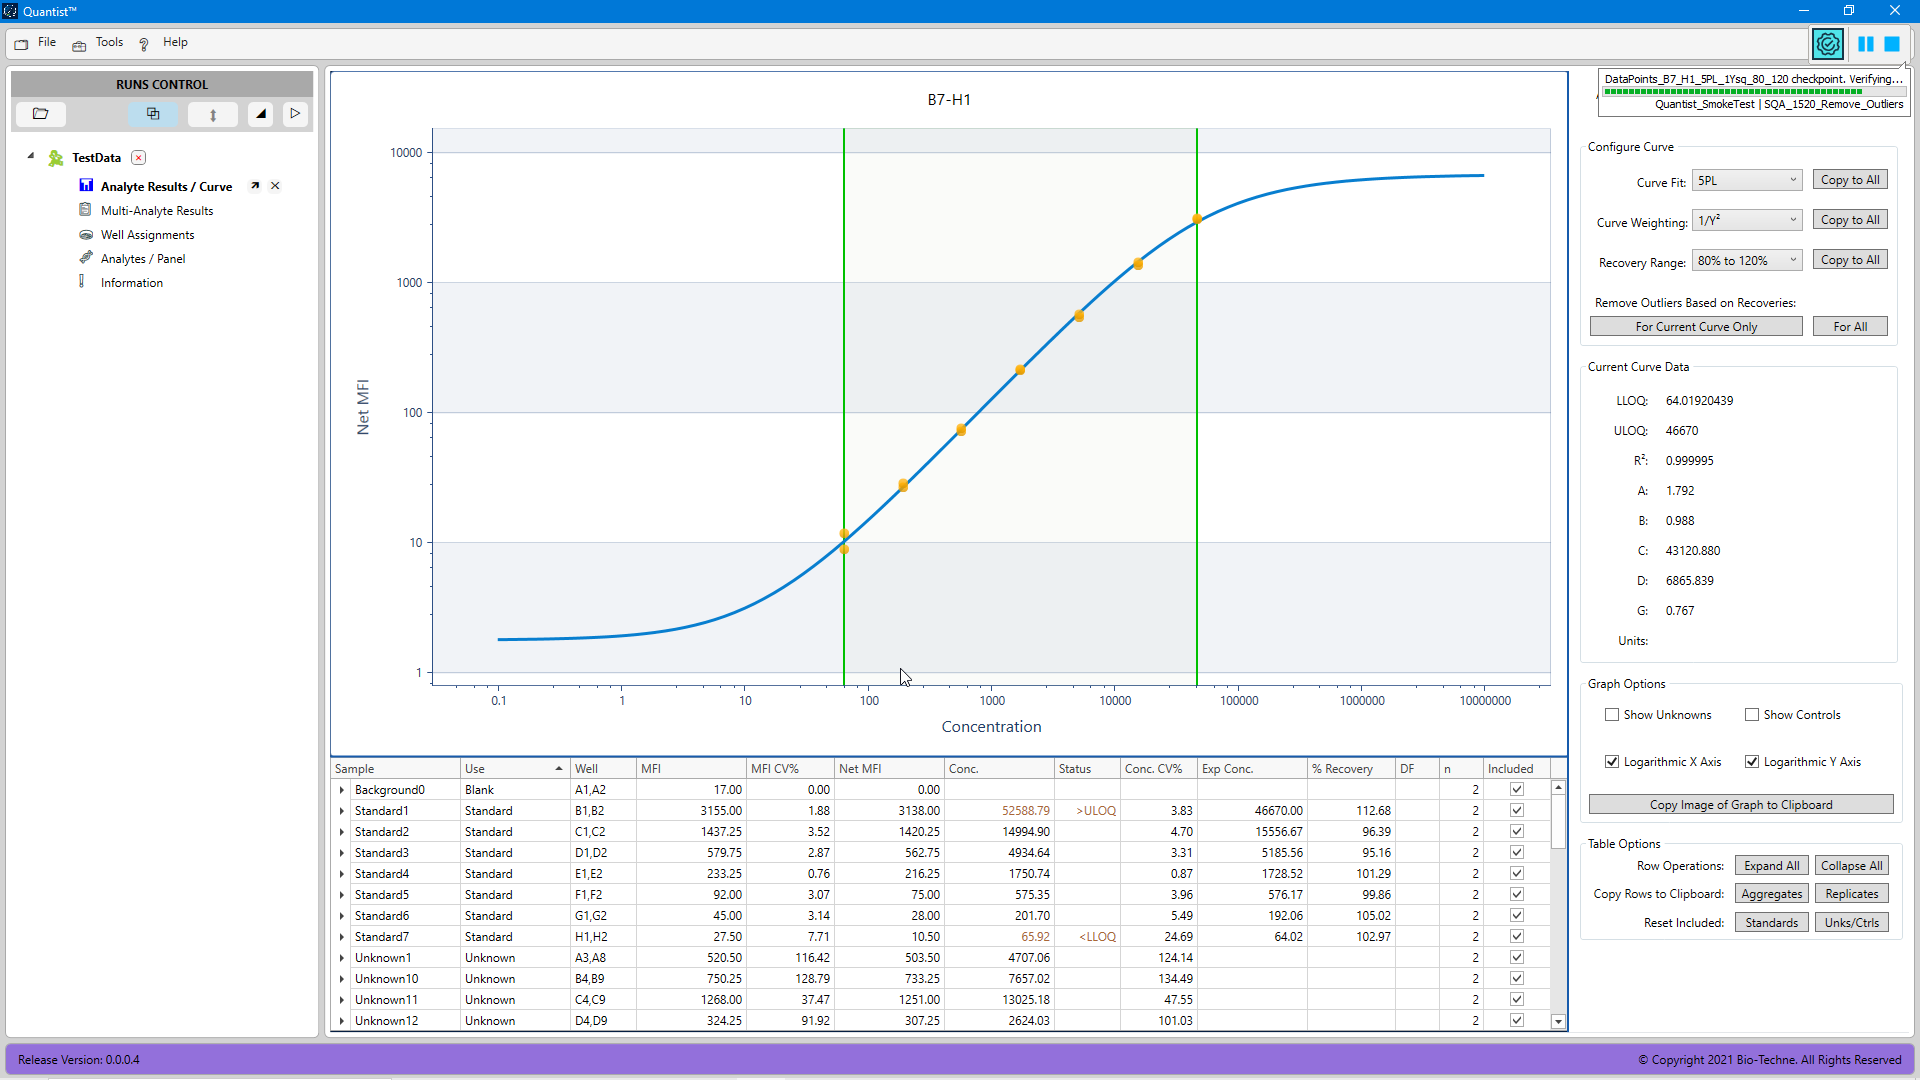 Quantist™
File Tools Help
DataPoints_B7_H1_5PL_1Ysq_80_120 checkpoint. Verifying...
Quantist_SmokeTest | SQA_1520_Remove_Outliers
RUNS CONTROL
TestData
Analyte Results / Curve
Multi-Analyte Results
Well Assignments
Analytes / Panel
Information
B7-H1
Net MFI
10000
1000
100
10
1
0.1 1 10 100 1000 10000 100000 1000000 10000000
Concentration
Configure Curve
Curve Fit: 5PL Copy to All
Curve Weighting: 1/Y² Copy to All
Recovery Range: 80% to 120% Copy to All
Remove Outliers Based on Recoveries:
For Current Curve Only For All
Current Curve Data
LLOQ: 64.01920439
ULOQ: 46670
R²: 0.999995
A: 1.792
B: 0.988
C: 43120.880
D: 6865.839
G: 0.767
Units:
Graph Options
Show Unknowns Show Controls
Logarithmic X Axis Logarithmic Y Axis
Copy Image of Graph to Clipboard
Table Options
Row Operations: Expand All Collapse All
Copy Rows to Clipboard: Aggregates Replicates
Reset Included: Standards Unks/Ctrls
Sample Use Well MFI MFI CV% Net MFI Conc. Status Conc. CV% Exp Conc. % Recovery DF n Included
Background0 Blank A1,A2 17.00 0.00 0.00 2
Standard1 Standard B1,B2 3155.00 1.88 3138.00 52588.79 >ULOQ 3.83 46670.00 112.68 2
Standard2 Standard C1,C2 1437.25 3.52 1420.25 14994.90 4.70 15556.67 96.39 2
Standard3 Standard D1,D2 579.75 2.87 562.75 4934.64 3.31 5185.56 95.16 2
Standard4 Standard E1,E2 233.25 0.76 216.25 1750.74 0.87 1728.52 101.29 2
Standard5 Standard F1,F2 92.00 3.07 75.00 575.35 3.96 576.17 99.86 2
Standard6 Standard G1,G2 45.00 3.14 28.00 201.70 5.49 192.06 105.02 2
Standard7 Standard H1,H2 27.50 7.71 10.50 65.92 <LLOQ 24.69 64.02 102.97 2
Unknown1 Unknown A3,A8 520.50 116.42 503.50 4707.06 124.14 2
Unknown10 Unknown B4,B9 750.25 128.79 733.25 7657.02 134.49 2
Unknown11 Unknown C4,C9 1268.00 37.47 1251.00 13025.18 47.55 2
Unknown12 Unknown D4,D9 324.25 91.92 307.25 2624.03 101.03 2
Release Version: 0.0.0.4
© Copyright 2021 Bio-Techne. All Rights Reserved